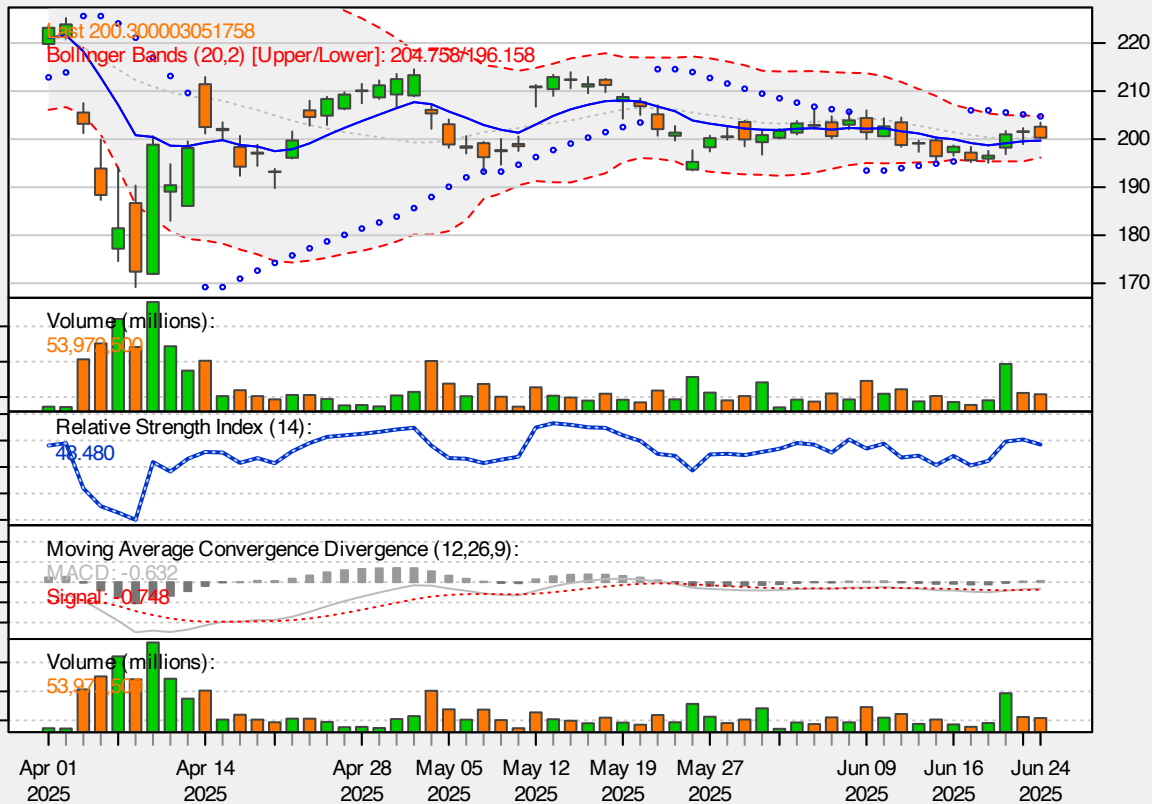 Last 200.300003051758
Bollinger Bands (20,2) [Upper/Lower]: 204.758/196.158
220
210
200
190
180
170
Volume (millions):
53,97
,500
Relative Strength Index (14):
48.480
Moving Average Convergence Divergence (12,26,9):
MACD: -0.632
Signal: -0.748
Volume (millions):
53,97
,500
Apr 01 Apr 14 Apr 28 May 05 May 12 May 19 May 27 Jun 09 Jun 16 Jun 24
2025 2025 2025 2025 2025 2025 2025 2025 2025 2025